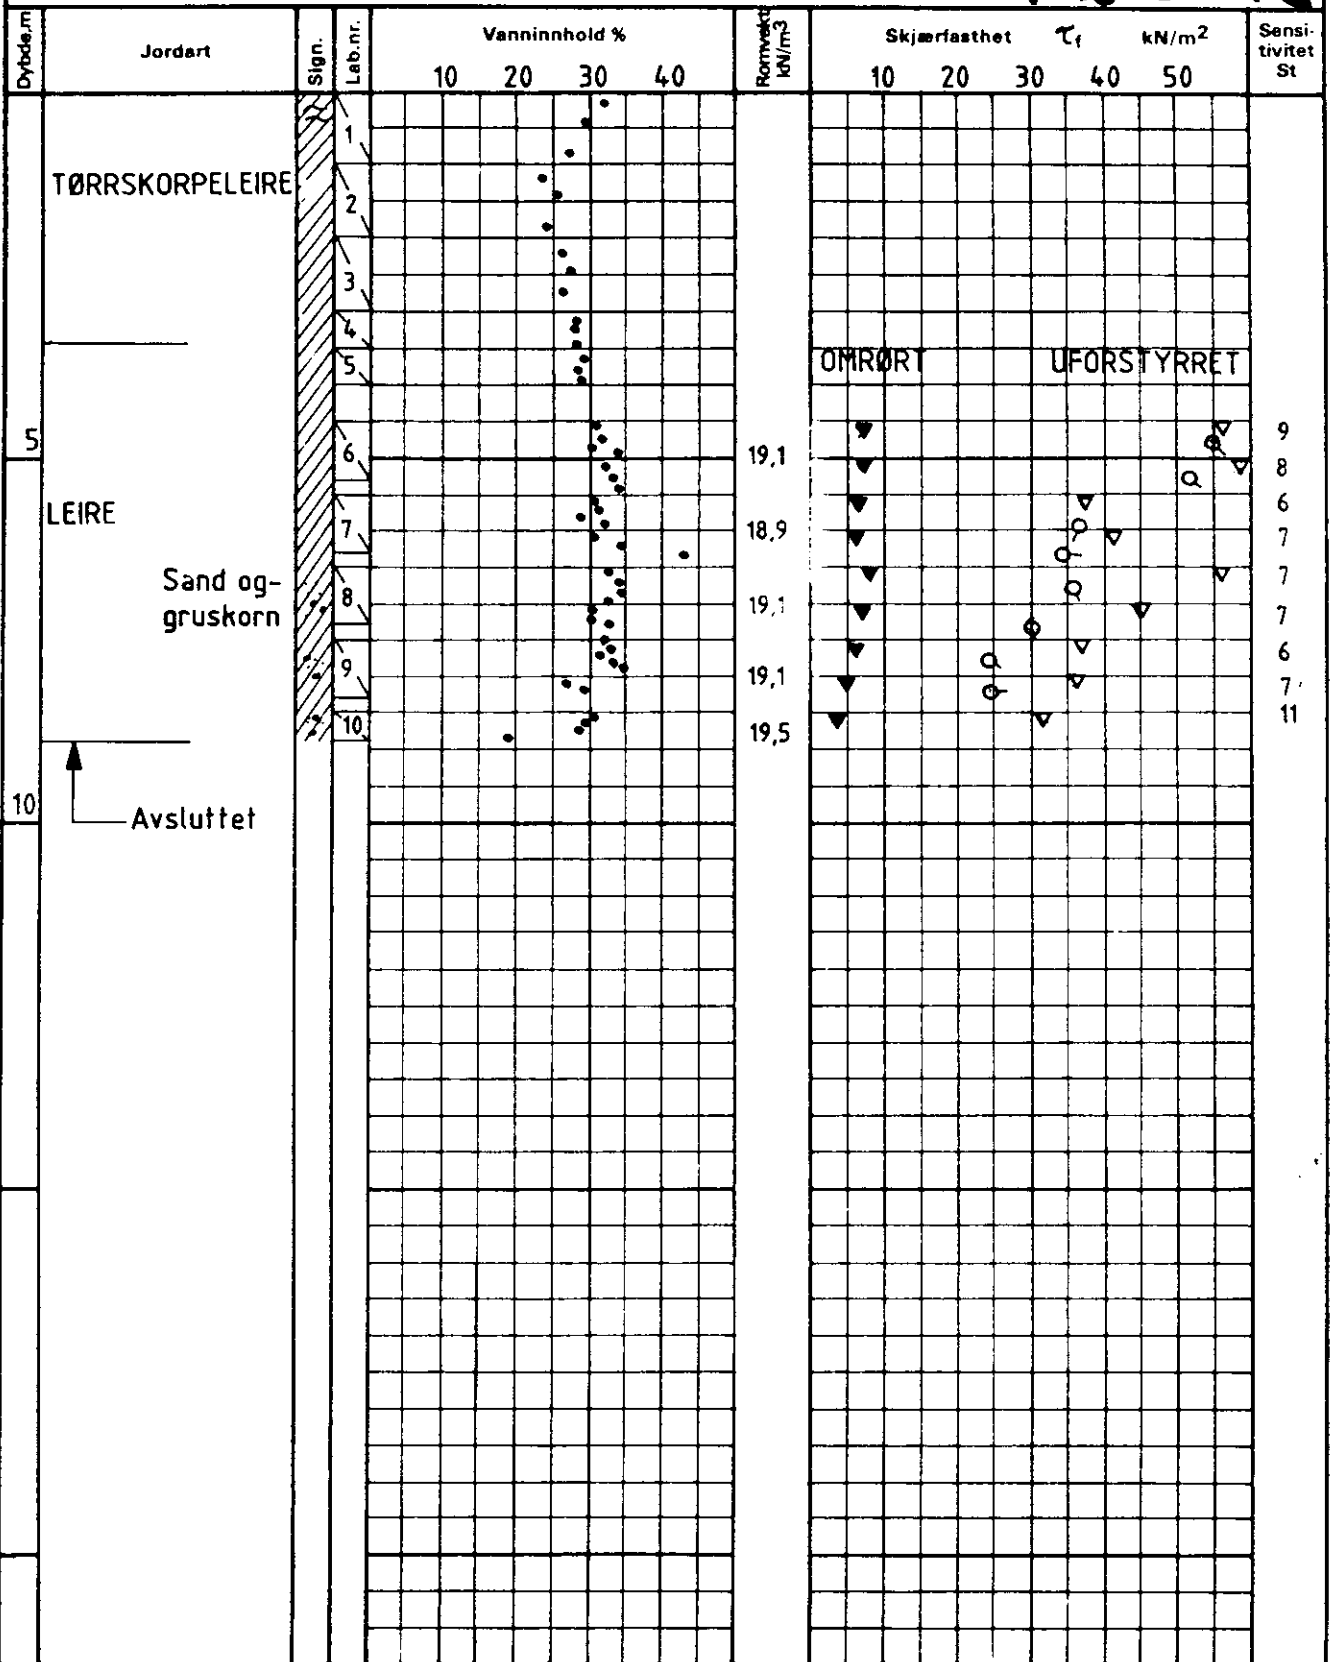 Dybde,m
Jordart
Sign.
Lab.nr.
Vanninnhold %
10 20 30 40
Romvekt
kN/m3
Skjærfasthet τf kN/m2
10 20 30 40 50
Sensi-
tivitet
St
1
TØRRSKORPELEIRE
2
3
4
5
OMRØRT UFORSTYRRET
5
6
19,1
9
8
LEIRE
7
18,9
6
7
Sand og-
gruskorn
8
19,1
7
7
9
19,1
6
7
10
19,5
11
10
Avsluttet